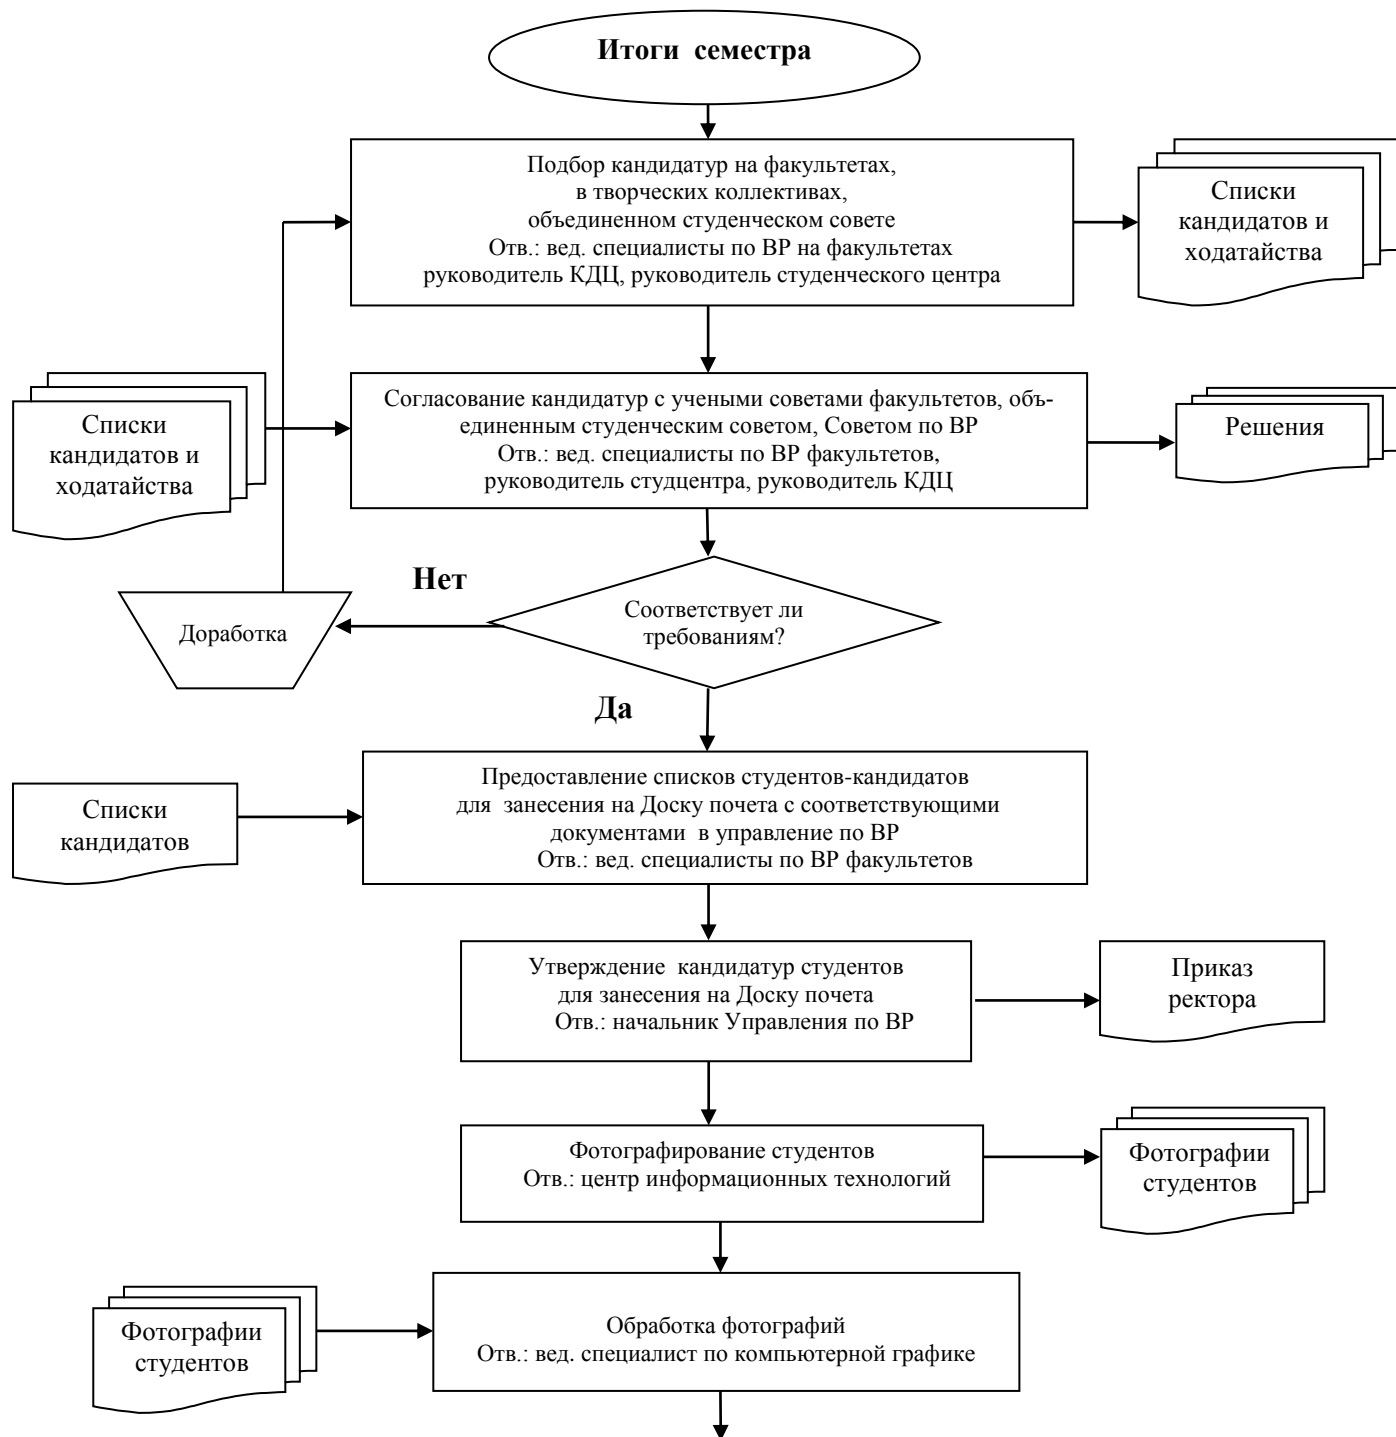 Итоги семестра
Подбор кандидатур на факультетах,
в творческих коллективах,
объединенном студенческом совете
Отв.: вед. специалисты по ВР на факультетах
руководитель КДЦ, руководитель студенческого центра
Списки
кандидатов и
ходатайства
Списки
кандидатов и
ходатайства
Согласование кандидатур с учеными советами факультетов, объ-
единенным студенческим советом, Советом по ВР
Отв.: вед. специалисты по ВР факультетов,
руководитель студцентра, руководитель КДЦ
Решения
Нет
Соответствует ли
требованиям?
Доработка
Да
Списки
кандидатов
Предоставление списков студентов-кандидатов
для занесения на Доску почета с соответствующими
документами в управление по ВР
Отв.: вед. специалисты по ВР факультетов
Утверждение кандидатур студентов
для занесения на Доску почета
Отв.: начальник Управления по ВР
Приказ
ректора
Фотографирование студентов
Отв.: центр информационных технологий
Фотографии
студентов
Фотографии
студентов
Обработка фотографий
Отв.: вед. специалист по компьютерной графике